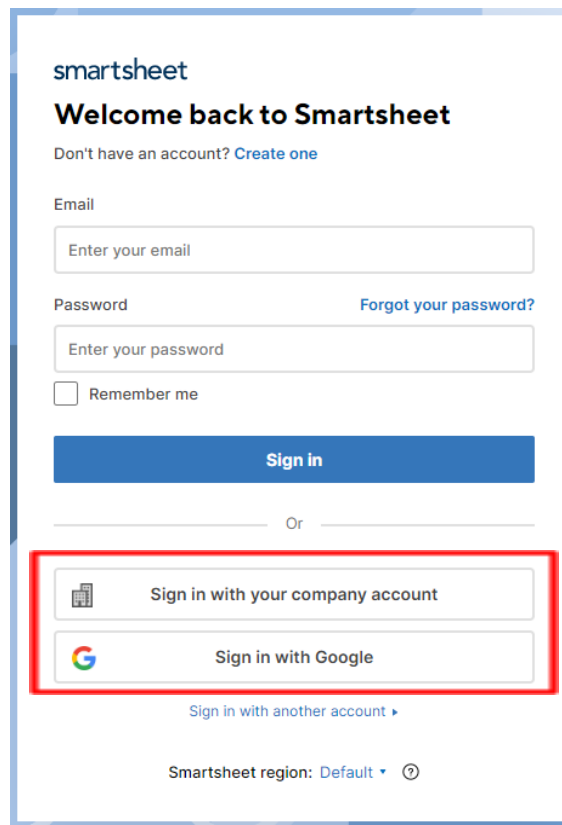 smartsheet
Welcome back to Smartsheet
Don't have an account? Create one
Email
Enter your email
Password Forgot your password?
Enter your password
Remember me
Sign in
Or
Sign in with your company account
Sign in with Google
Sign in with another account ▸
Smartsheet region: Default ▾ ?